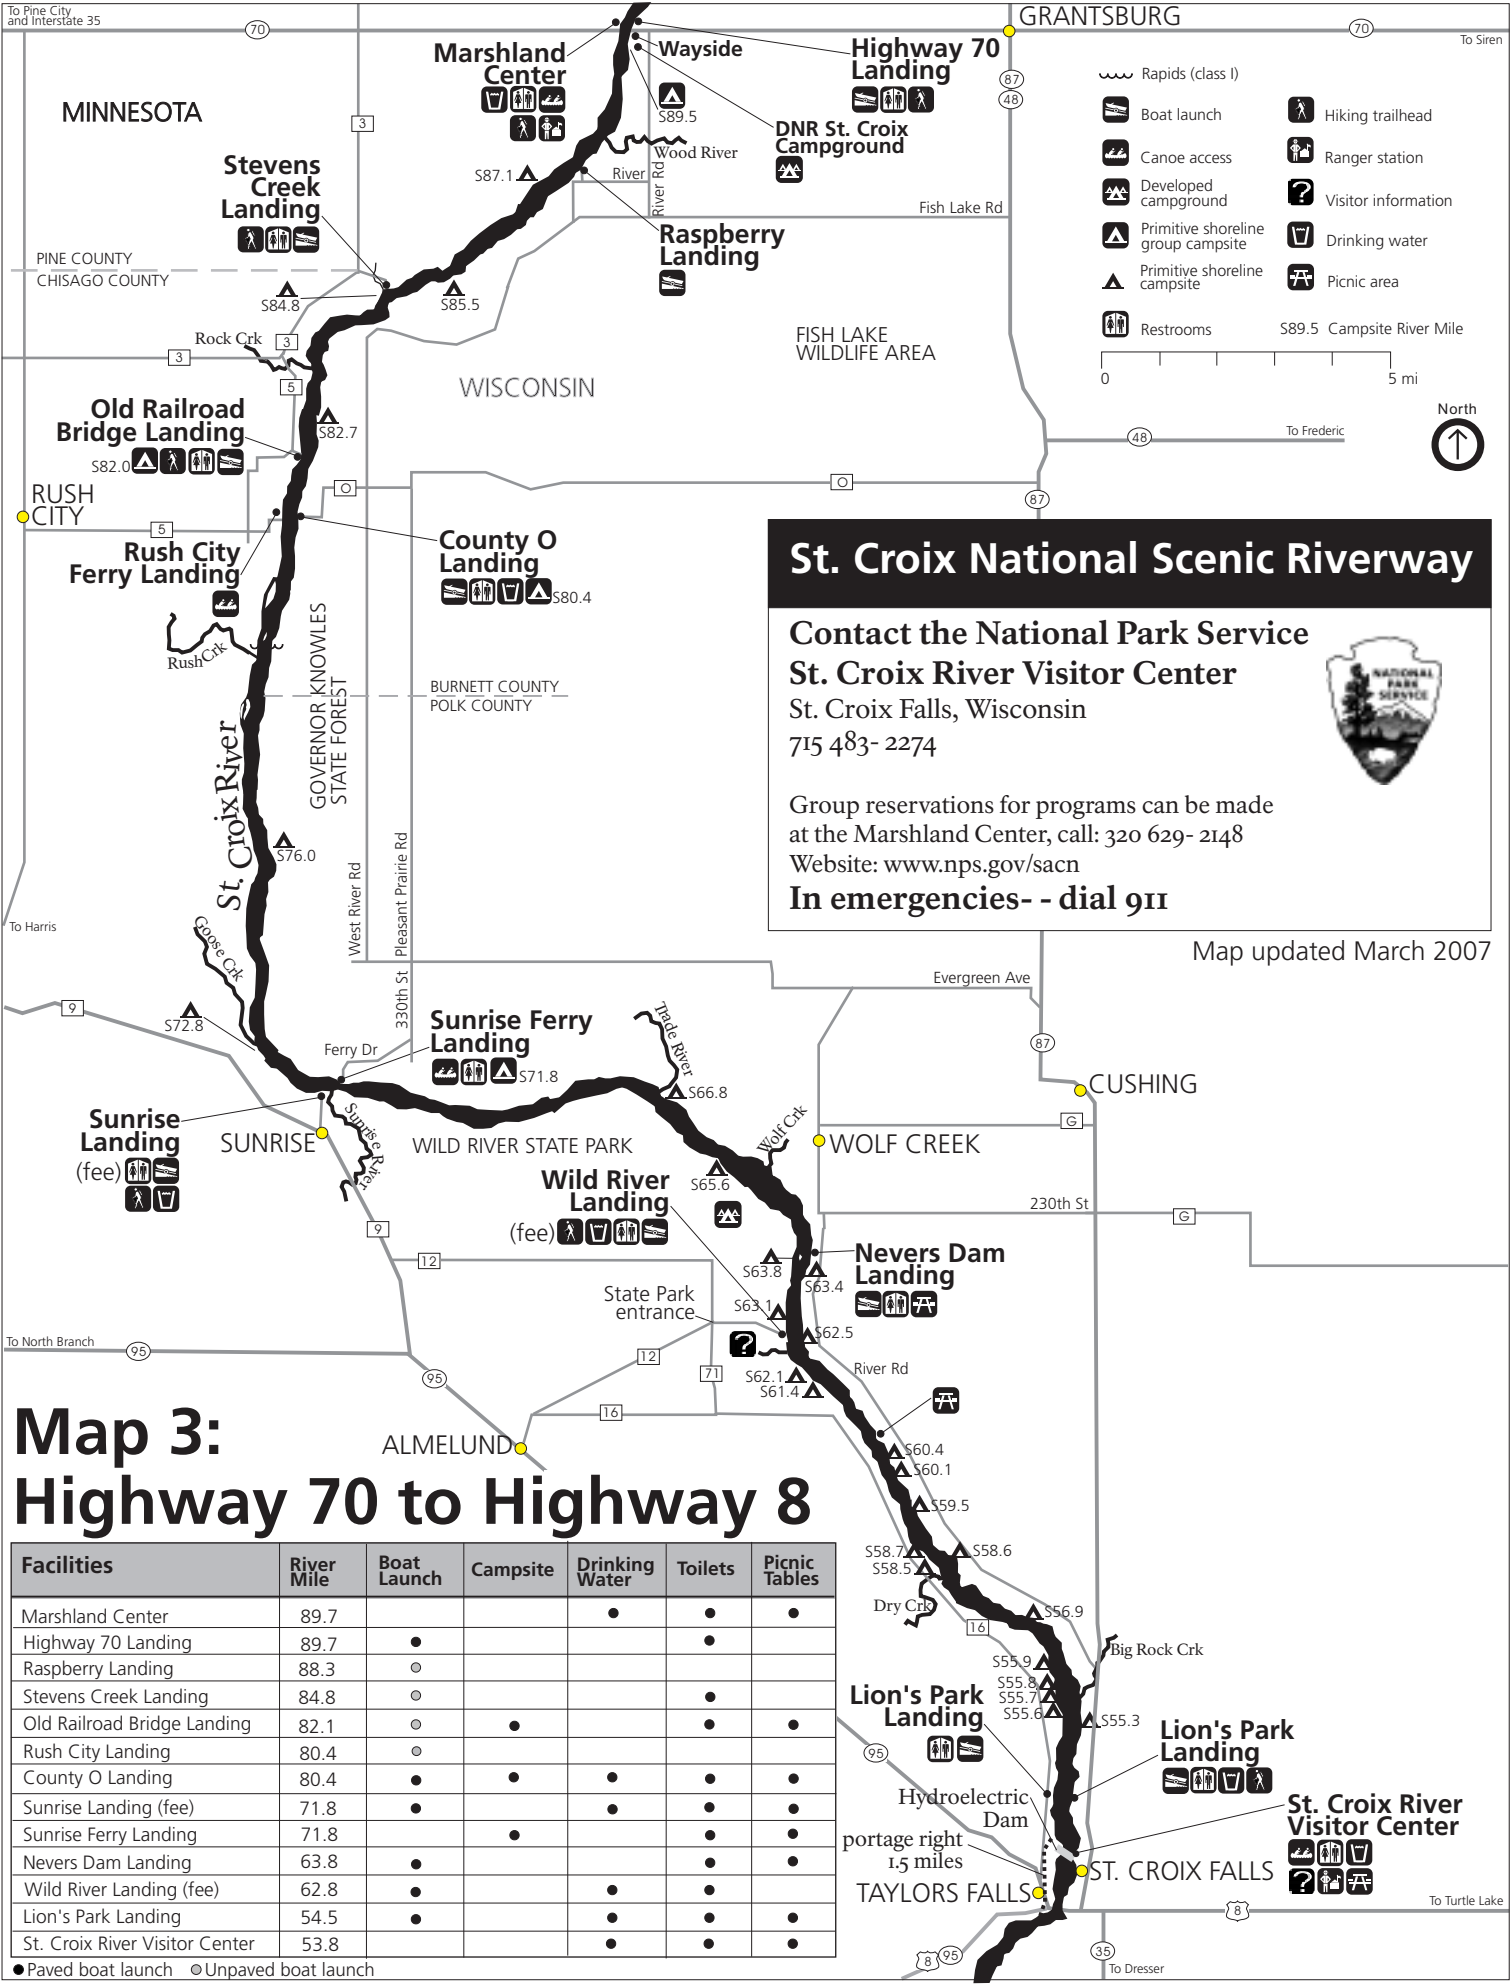 To Pine City
and Interstate 35
70
GRANTSBURG
70
To Siren
Marshland
Center
Wayside
Highway 70
Landing
87
48
S89.5
DNR St. Croix
Campground
MINNESOTA
3
Wood River
River
River Rd
Fish Lake Rd
S87.1
Stevens
Creek
Landing
Raspberry
Landing
PINE COUNTY
CHISAGO COUNTY
S84.8
S85.5
Rapids (class I)
Boat launch
Canoe access
Developed
campground
Primitive shoreline
group campsite
Primitive shoreline
campsite
Restrooms
Hiking trailhead
Ranger station
? Visitor information
Drinking water
Picnic area
S89.5 Campsite River Mile
0
5 mi
North
Rock Crk
3
3
5
FISH LAKE
WILDLIFE AREA
WISCONSIN
Old Railroad
Bridge Landing
S82.0
S82.7
48
To Frederic
RUSH
CITY
5
O
O
87
Rush City
Ferry Landing
County O
Landing
S80.4
Rush Crk
GOVERNOR KNOWLES
STATE FOREST
BURNETT COUNTY
POLK COUNTY
St. Croix National Scenic Riverway
Contact the National Park Service
St. Croix River Visitor Center
St. Croix Falls, Wisconsin
715 483- 2274
NATIONAL
PARK
SERVICE
Group reservations for programs can be made
at the Marshland Center, call: 320 629- 2148
Website: www.nps.gov/sacn
In emergencies- - dial 911
Map updated March 2007
St. Croix River
S76.0
West River Rd
Pleasant Prairie Rd
330th St
To Harris
Goose Crk
9
S72.8
Evergreen Ave
87
Ferry Dr
Sunrise Ferry
Landing
S71.8
Trade River
S66.8
CUSHING
G
Sunrise
Landing
(fee)
SUNRISE
Sunrise River
WILD RIVER STATE PARK
Wolf Crk
WOLF CREEK
S65.6
Wild River
Landing
(fee)
230th St
G
9
12
Nevers Dam
Landing
S63.8
S63.4
State Park
entrance
S63.1
S62.5
?
To North Branch
95
12
71
95
S62.1
S61.4
River Rd
16
ALMELUND
S60.4
S60.1
S59.5
S58.7
S58.6
S58.5
Dry Crk
16
S56.9
Big Rock Crk
S55.9
S55.8
S55.7
S55.6
S55.3
Lion's Park
Landing
Lion's Park
Landing
95
Hydroelectric
Dam
portage right
1.5 miles
St. Croix River
Visitor Center
?
ST. CROIX FALLS
TAYLORS FALLS
8
To Turtle Lake
8
95
35
To Dresser
Map 3:
Highway 70 to Highway 8
Facilities River Mile Boat Launch Campsite Drinking Water Toilets Picnic Tables
Marshland Center 89.7 ● ● ●
Highway 70 Landing 89.7 ● ●
Raspberry Landing 88.3
Stevens Creek Landing 84.8 ●
Old Railroad Bridge Landing 82.1 ● ● ●
Rush City Landing 80.4
County O Landing 80.4 ● ● ● ● ●
Sunrise Landing (fee) 71.8 ● ● ● ●
Sunrise Ferry Landing 71.8 ● ● ●
Nevers Dam Landing 63.8 ● ● ●
Wild River Landing (fee) 62.8 ● ● ●
Lion's Park Landing 54.5 ● ● ● ●
St. Croix River Visitor Center 53.8 ● ● ●
● Paved boat launch Unpaved boat launch